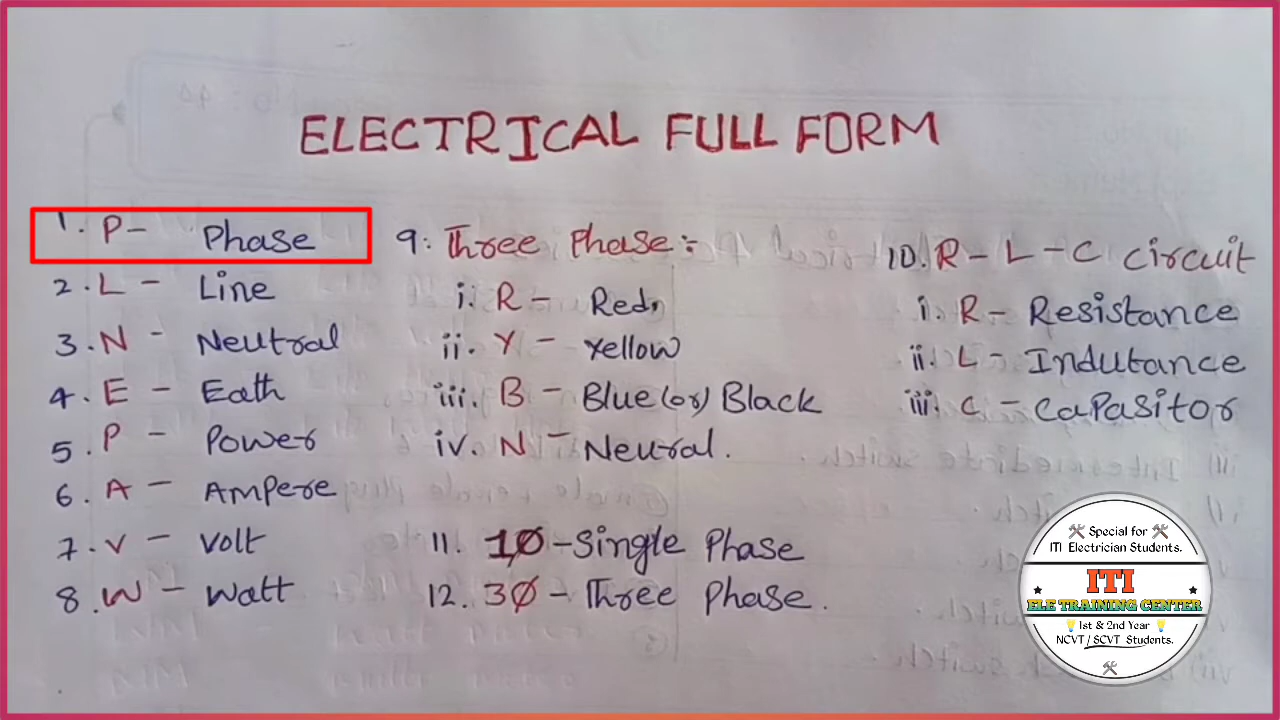 ELECTRICAL FULL FORM
1. P- Phase
2. L - Line
3. N - Neutral
4. E - Eath
5. P - Power
6. A - Ampere
7. V - Volt
8. W - Watt
9. Three Phase:-
i. R - Red,
ii. Y - Yellow
iii. B - Blue (or) Black
iv. N - Neutral.
10. R - L - C circuit
i. R - Resistance
ii. L - Indutance
iii. C - Capasitor
11. 1Ø - Single Phase
12. 3Ø - Three Phase.
Special for
ITI Electrician Students.
ITI
ELE TRAINING CENTER
1st & 2nd Year
NCVT / SCVT Students.